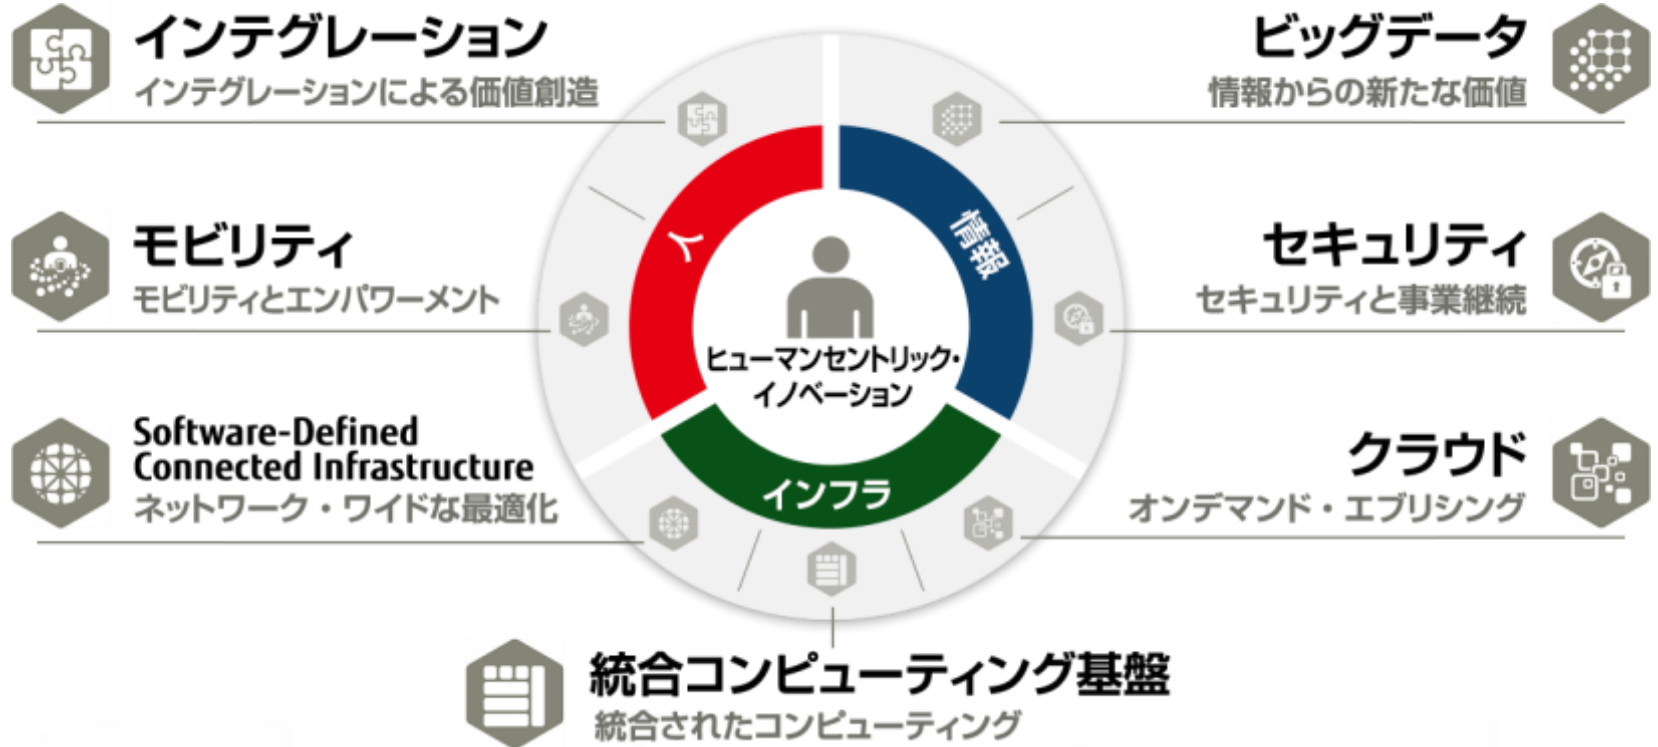 インテグレーション
インテグレーションによる価値創造
ビッグデータ
情報からの新たな価値
モビリティ
モビリティとエンパワーメント
セキュリティ
セキュリティと事業継続
Software-Defined
Connected Infrastructure
ネットワーク・ワイドな最適化
クラウド
オンデマンド・エブリシング
人
情報
インフラ
ヒューマンセントリック・
イノベーション
統合コンピューティング基盤
統合されたコンピューティング